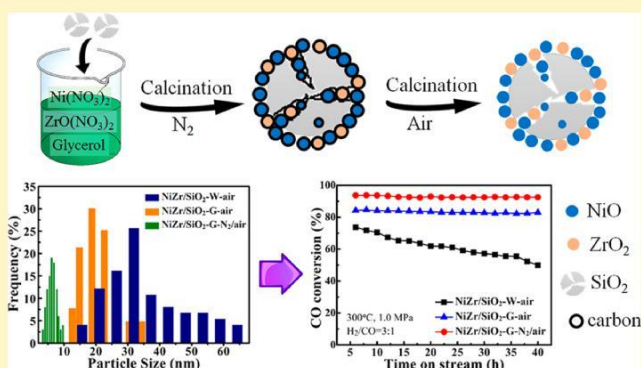 Ni(NO₃)₂
ZrO(NO₃)₂
Glycerol
Calcination
N₂
Calcination
Air
Frequency (%)
35
30
25
20
15
10
5
0
10 20 30 40 50 60
Particle Size (nm)
NiZr/SiO₂-W-air
NiZr/SiO₂-G-air
NiZr/SiO₂-G-N₂/air
CO conversion (%)
100
80
60
40
20
0
5 10 15 20 25 30 35 40
Time on stream (h)
300°C, 1.0 MPa
H₂/CO=3:1
NiZr/SiO₂-W-air
NiZr/SiO₂-G-air
NiZr/SiO₂-G-N₂/air
NiO
ZrO₂
SiO₂
carbon